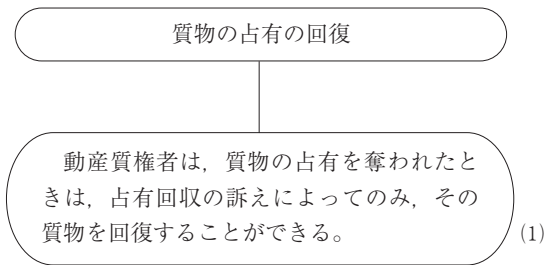 質物の占有の回復
動産質権者は，質物の占有を奪われたと
きは，占有回収の訴えによってのみ，その
質物を回復することができる。
(1)